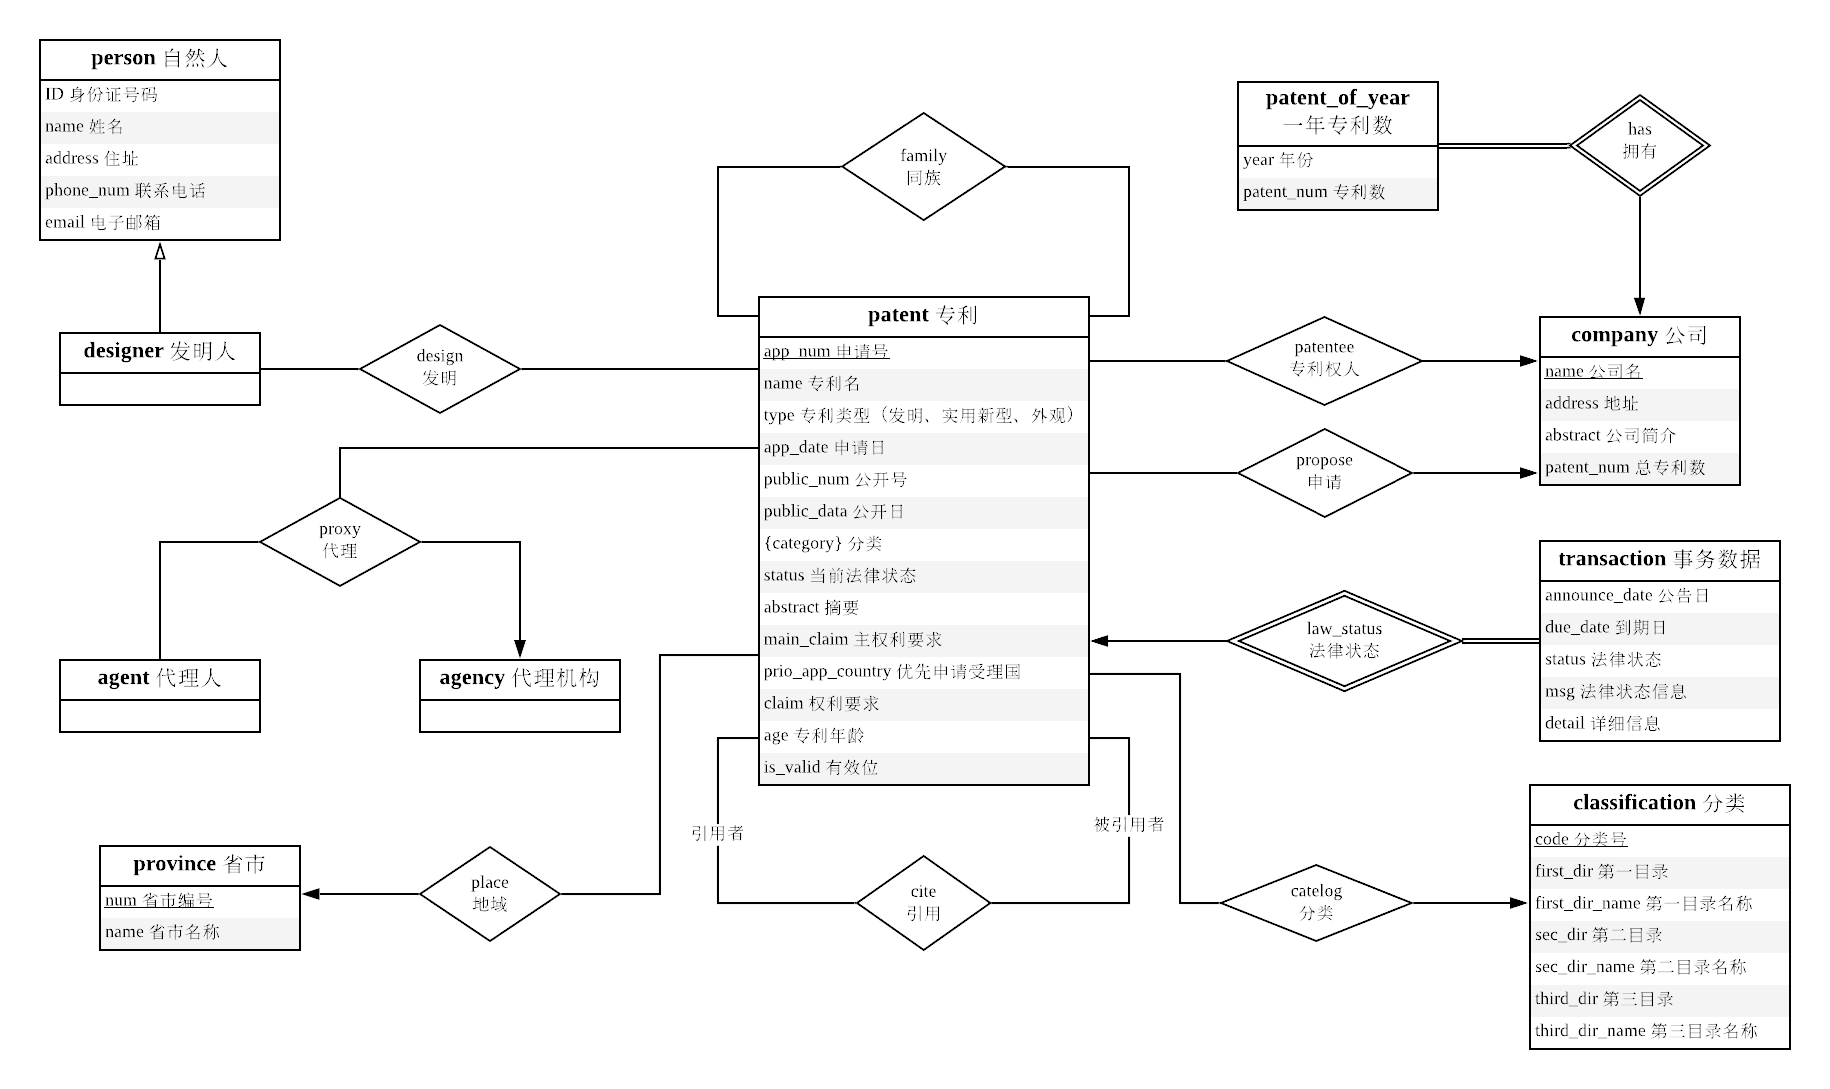 person 自然人
ID 身份证号码
name 姓名
address 住址
phone_num 联系电话
email 电子邮箱
patent_of_year
一年专利数
year 年份
patent_num 专利数
has
拥有
family
同族
designer 发明人
design
发明
patent 专利
app_num 申请号
name 专利名
type 专利类型（发明、实用新型、外观）
app_date 申请日
public_num 公开号
public_data 公开日
{category} 分类
status 当前法律状态
abstract 摘要
main_claim 主权利要求
prio_app_country 优先申请受理国
claim 权利要求
age 专利年龄
is_valid 有效位
patentee
专利权人
company 公司
name 公司名
address 地址
abstract 公司简介
patent_num 总专利数
propose
申请
proxy
代理
agent 代理人
agency 代理机构
law_status
法律状态
transaction 事务数据
announce_date 公告日
due_date 到期日
status 法律状态
msg 法律状态信息
detail 详细信息
引用者
被引用者
province 省市
num 省市编号
name 省市名称
place
地域
cite
引用
catelog
分类
classification 分类
code 分类号
first_dir 第一目录
first_dir_name 第一目录名称
sec_dir 第二目录
sec_dir_name 第二目录名称
third_dir 第三目录
third_dir_name 第三目录名称